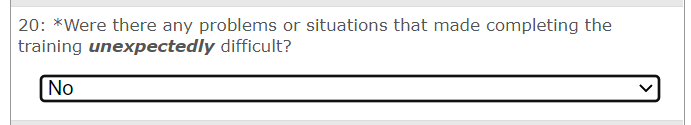 20: *Were there any problems or situations that made completing the
training unexpectedly difficult?
No